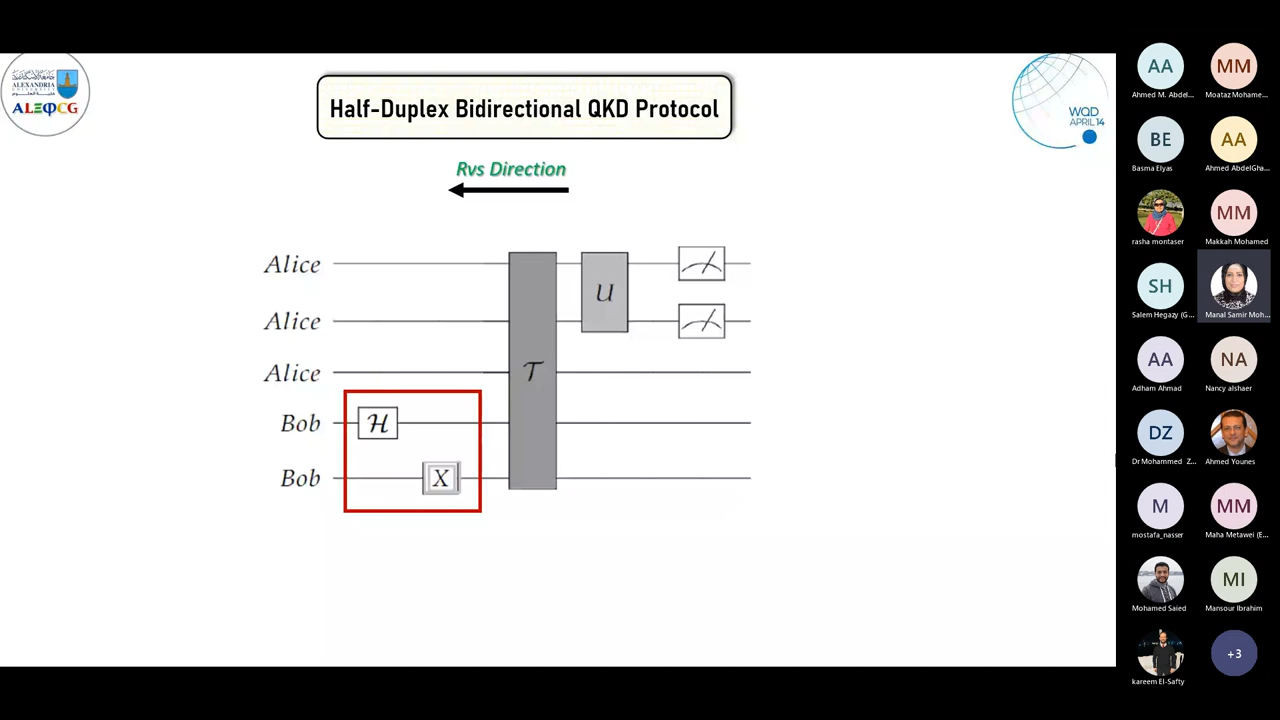 ALEXANDRIA
UNIVERSITY
Half-Duplex Bidirectional QKD Protocol
WQD
APRIL 14
Rvs Direction
Alice
Alice
Alice
Bob
Bob
H
X
T
U
AA
Ahmed M. Abdel...
MM
Moataz Mohame...
BE
Basma Elyas
AA
Ahmed AbdelGha...
rasha montaser
MM
Makkah Mohamed
SH
Salem Hegazy (G...
Manal Samir Moh...
AA
Adham Ahmad
NA
Nancy alshaer
DZ
Dr Mohammed Z...
Ahmed Younes
M
mostafa_nasser
MM
Maha Metawei (E...
Mohamed Saied
MI
Mansour Ibrahim
kareem El-Safty
+3